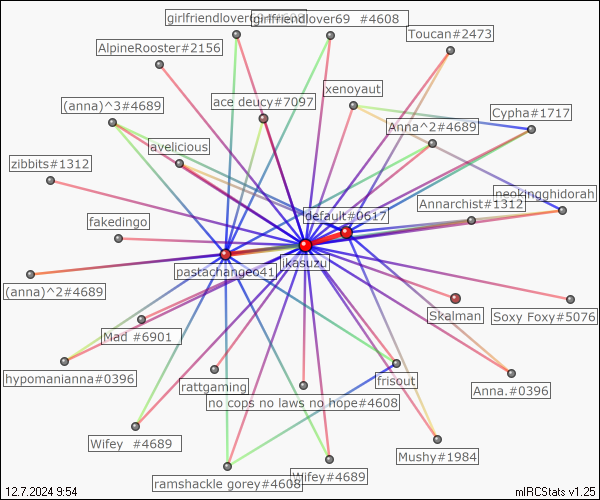 girlfriendlover69
girlfriendlover69  #4608
Toucan#2473
AlpineRooster#2156
xenoyaut
(anna)^3#4689
ace deucy#7097
Cypha#1717
Anna^2#4689
avelicious
zibbits#1312
neokingghidorah
Annarchist#1312
default#0617
fakedingo
ikasuzu
pastachangeo41
(anna)^2#4689
Skalman
Soxy Foxy#5076
Mad #6901
hypomanianna#0396
rattgaming
frisout
Anna.#0396
no cops no laws no hope#4608
Wifey  #4689
Mushy#1984
Wifey#4689
ramshackle gorey#4608
12.7.2024 9:54
mIRCStats v1.25